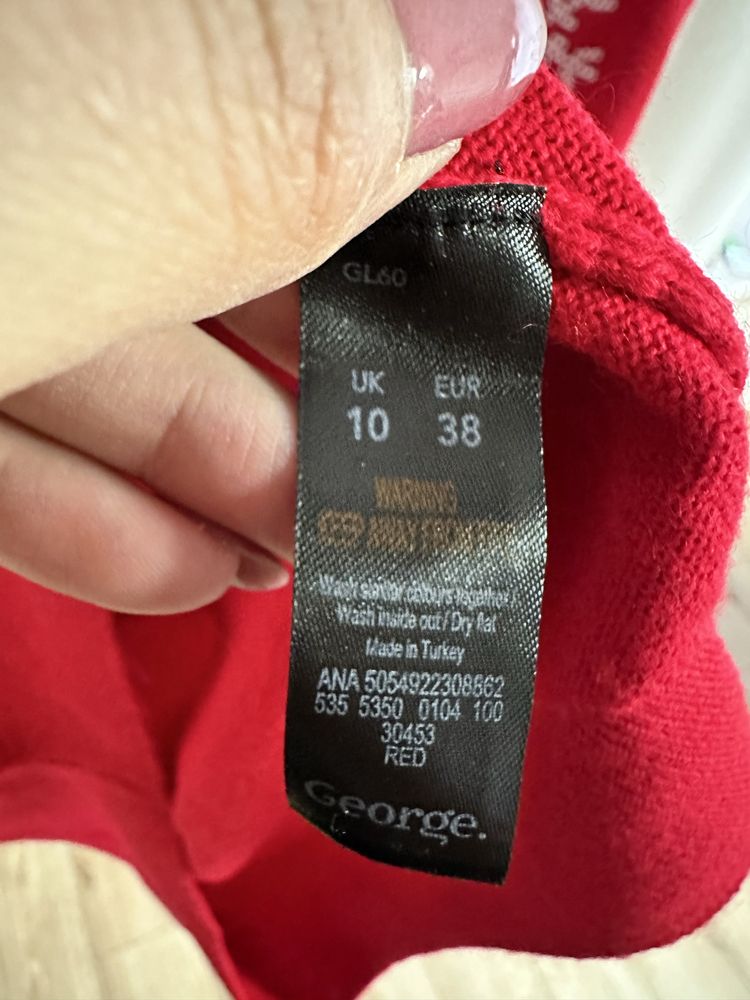 GL60
UK EUR
10 38
WARNING
AWAY FROM FIRE
Wash similar colours together
Wash inside out / Dry flat
Made in Turkey
ANA 5054922308862
535 5350 0104 100
30453
RED
George.